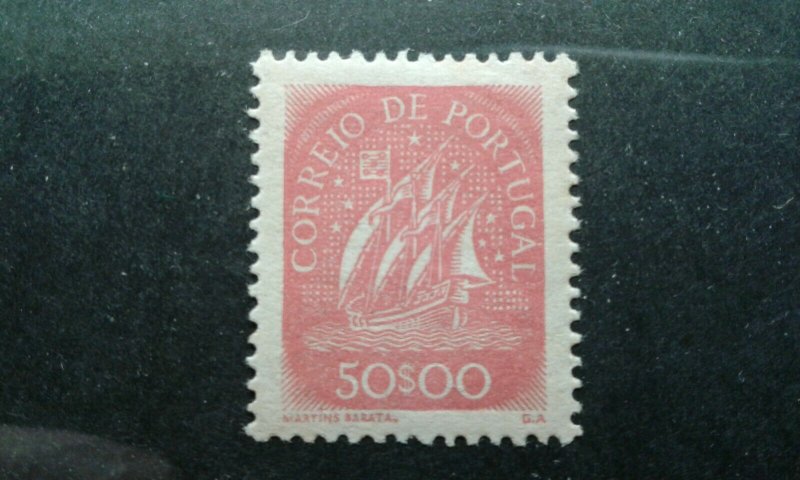 CORREIO DE PORTUGAL
50$00
MARTINS BARATA. G.A